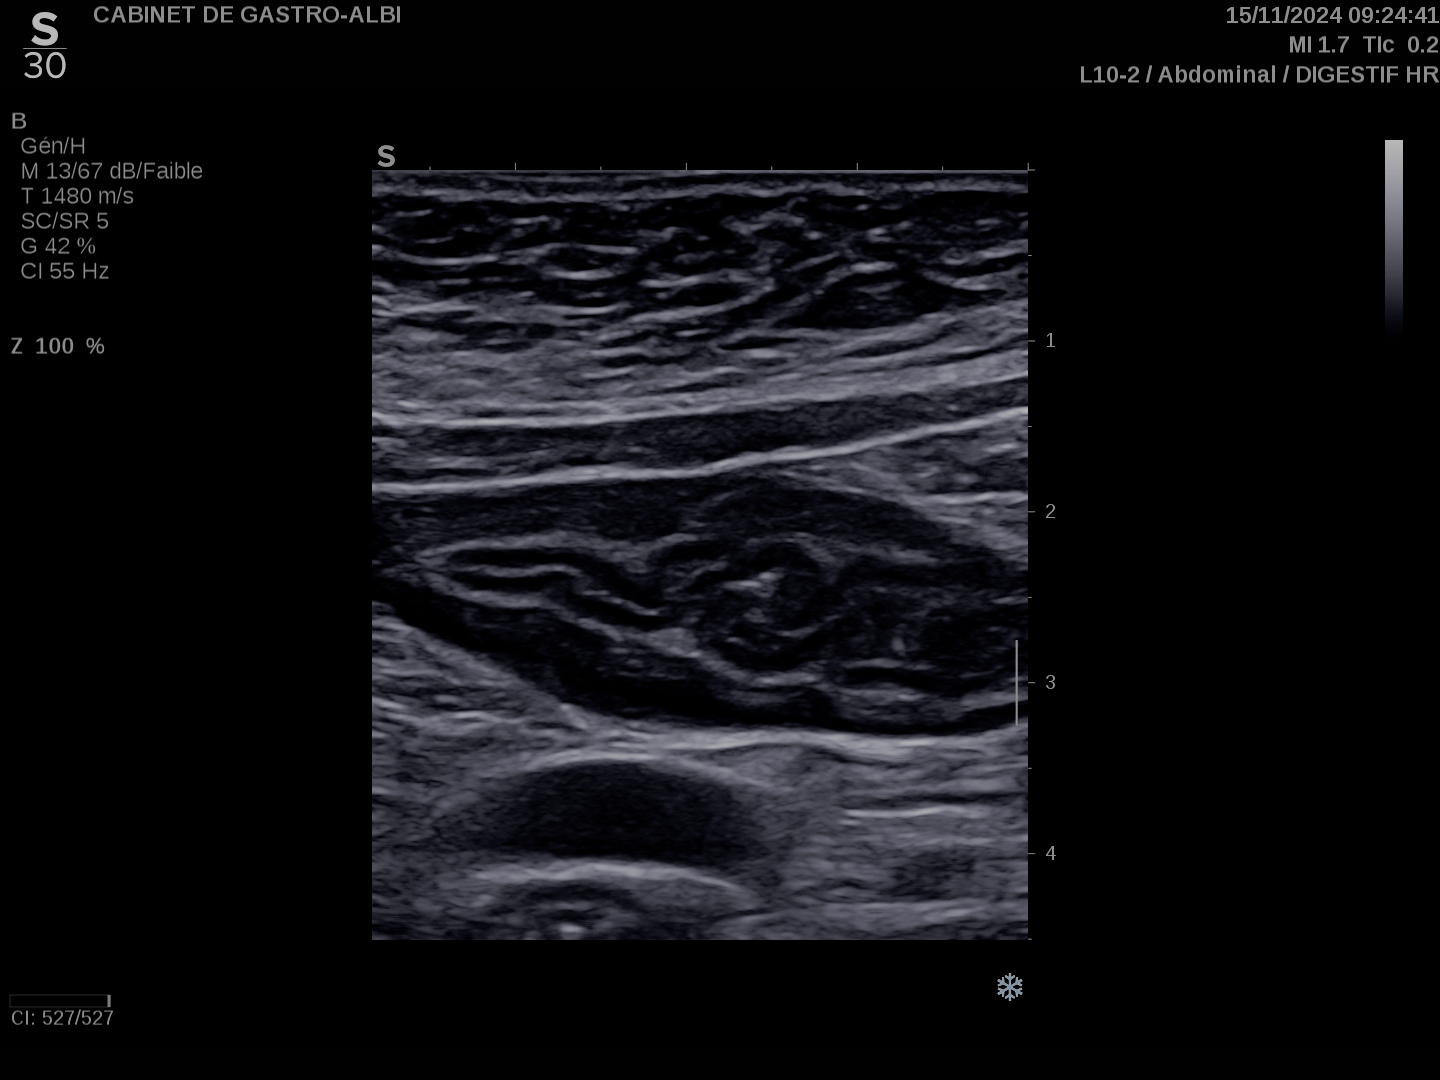 S
30
CABINET DE GASTRO-ALBI
15/11/2024 09:24:41
MI 1.7 TIc 0.2
L10-2 / Abdominal / DIGESTIF HR
B
Gén/H
M 13/67 dB/Faible
T 1480 m/s
SC/SR 5
G 42 %
CI 55 Hz
Z 100 %
S
1
2
3
4
CI: 527/527